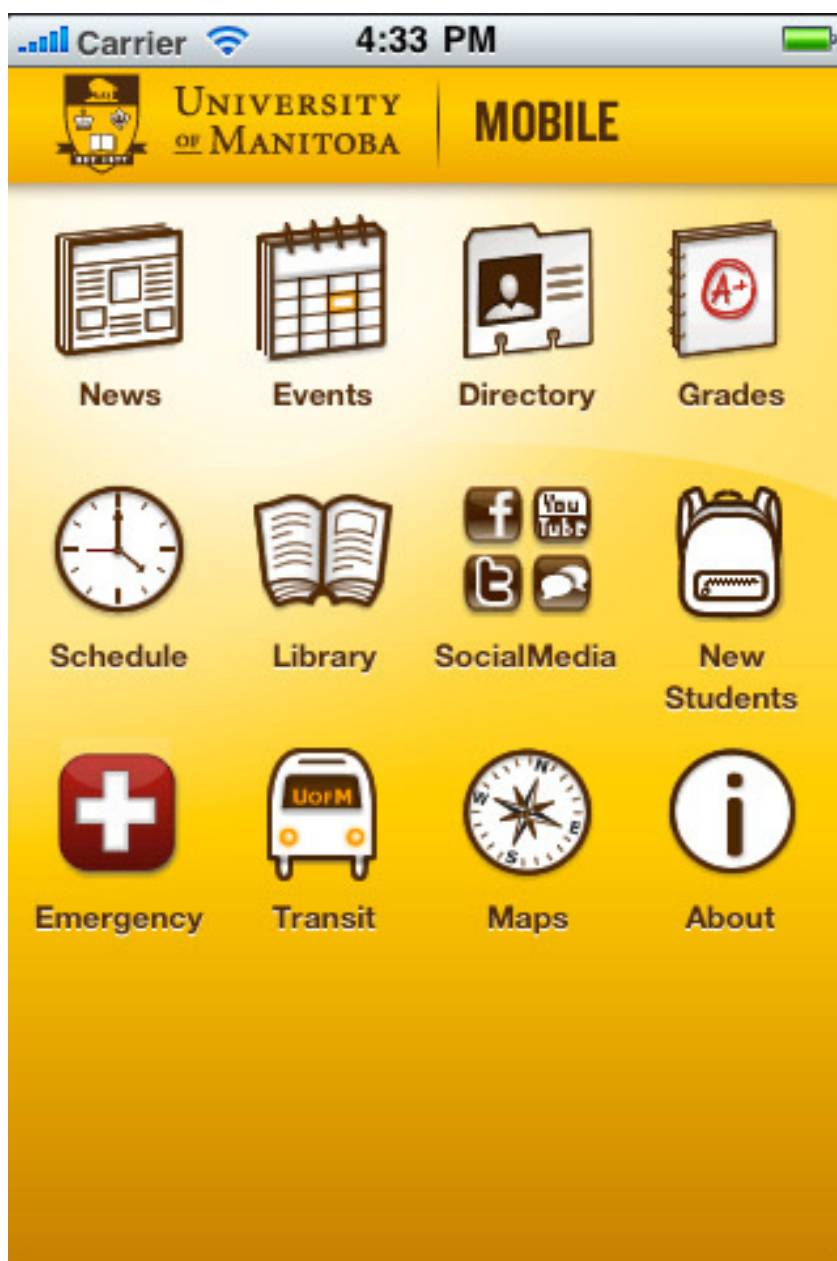 Carrier 4:33 PM
UNIVERSITY
OF MANITOBA
MOBILE
A+
News Events Directory Grades
You
Tube
f
t
Schedule Library SocialMedia New
Students
UofM
N
W
E
S
i
Emergency Transit Maps About